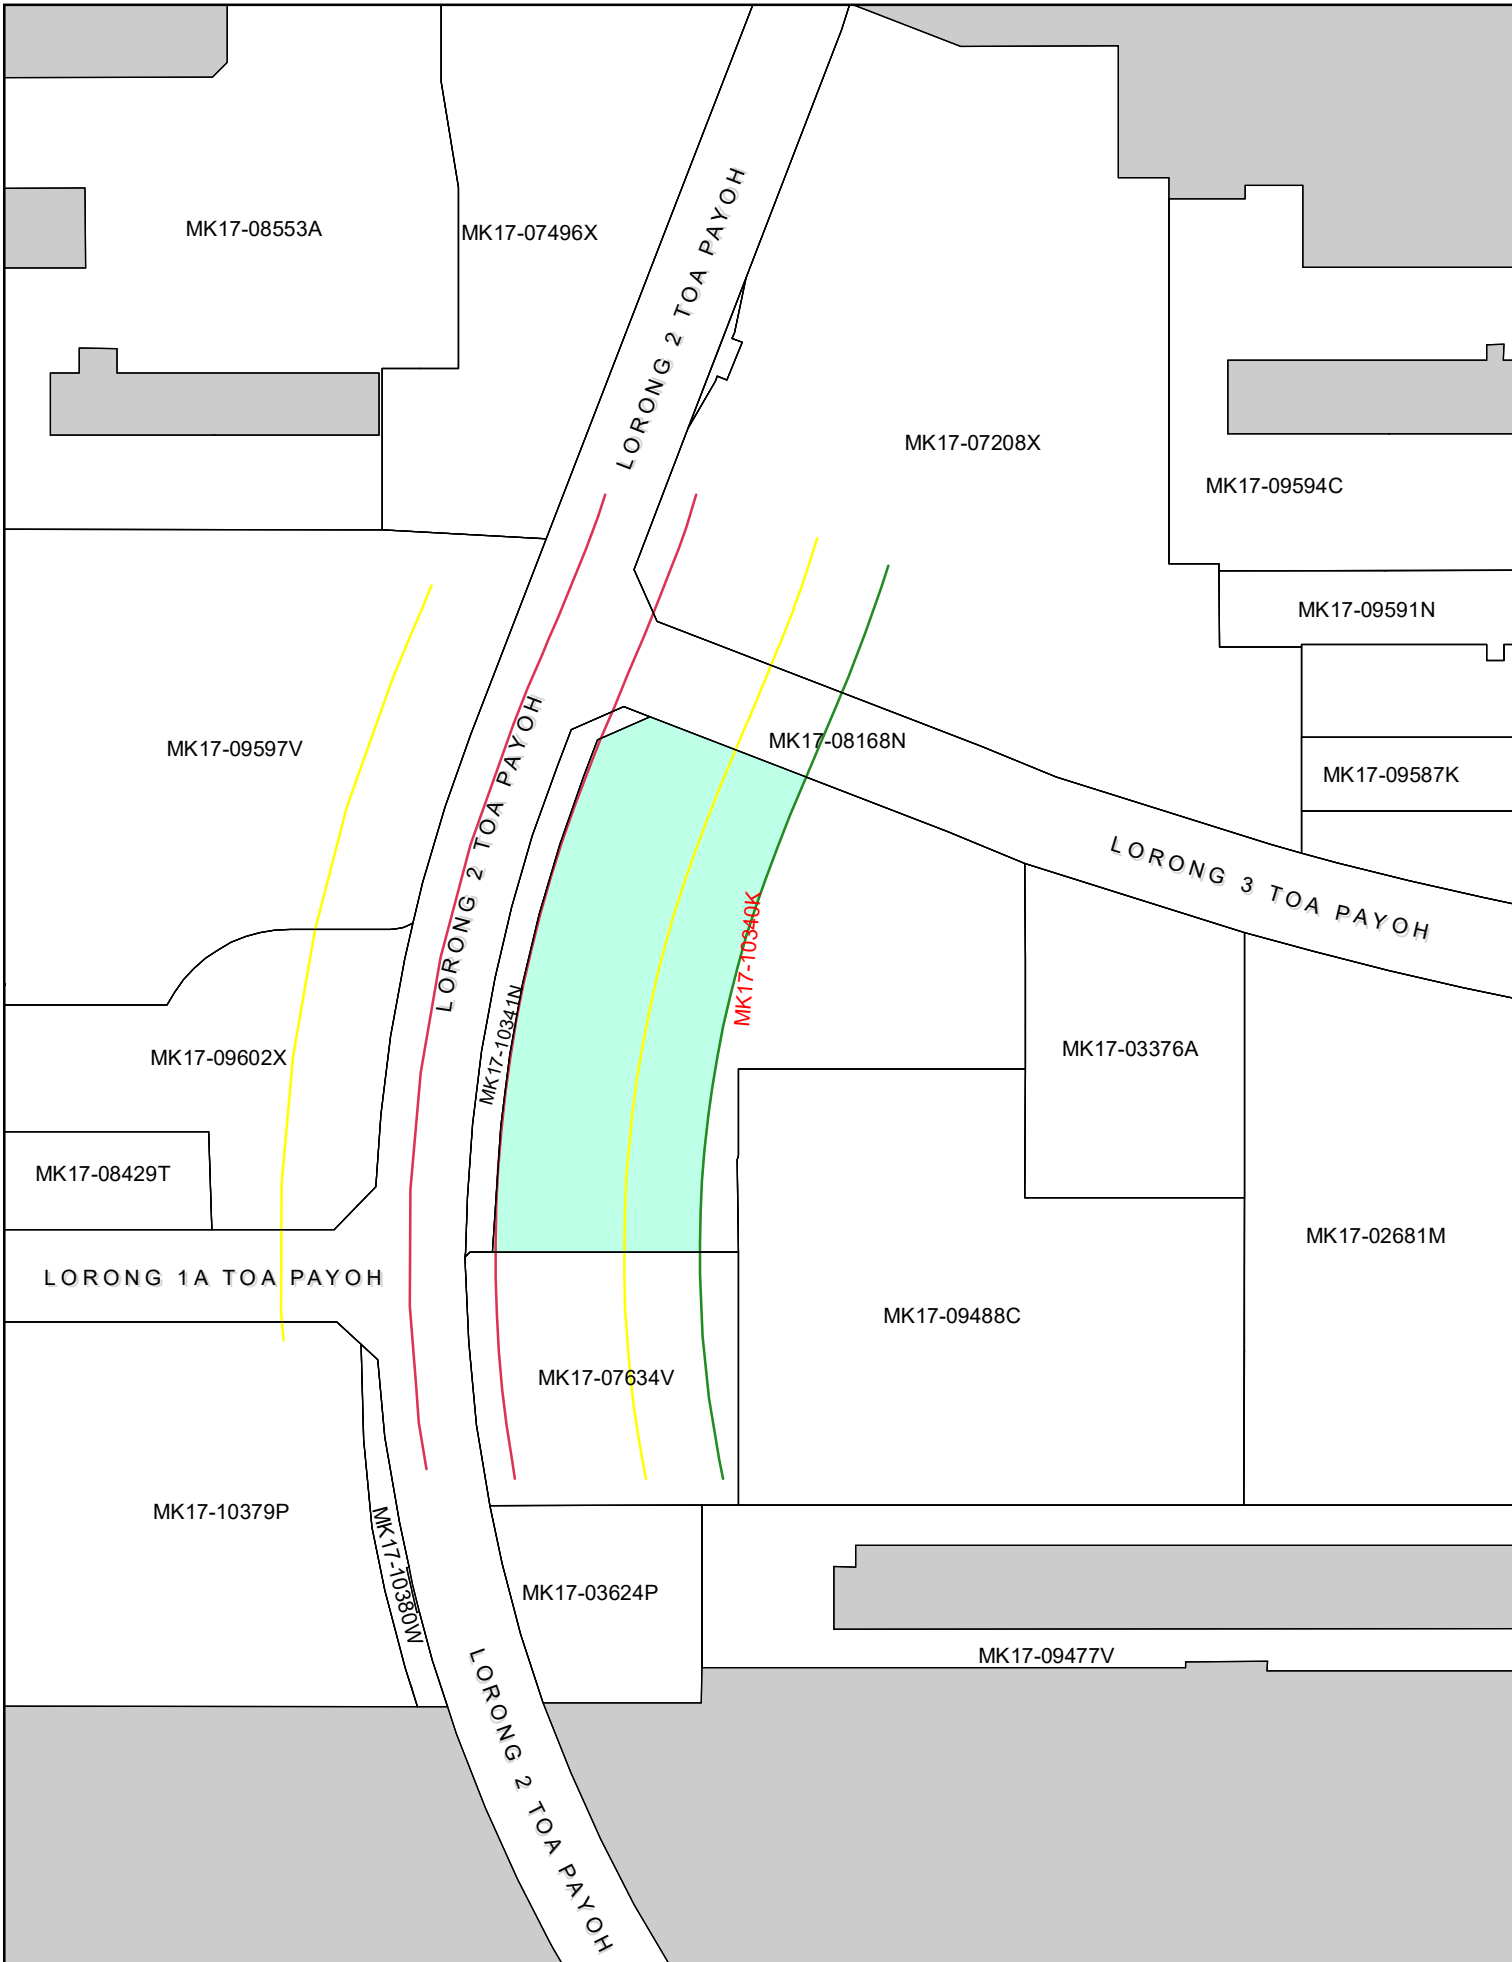 MK17-08553A
MK17-07496X
LORONG 2 TOA PAYOH
MK17-07208X
MK17-09594C
MK17-09591N
MK17-09597V
LORONG 2 TOA PAYOH
MK17-08168N
MK17-09587K
LORONG 3 TOA PAYOH
MK17-10340K
MK17-10341N
MK17-09602X
MK17-03376A
MK17-08429T
MK17-02681M
LORONG 1A TOA PAYOH
MK17-09488C
MK17-07634V
MK17-10379P
MK17-10380W
MK17-03624P
MK17-09477V
LORONG 2 TOA PAYOH